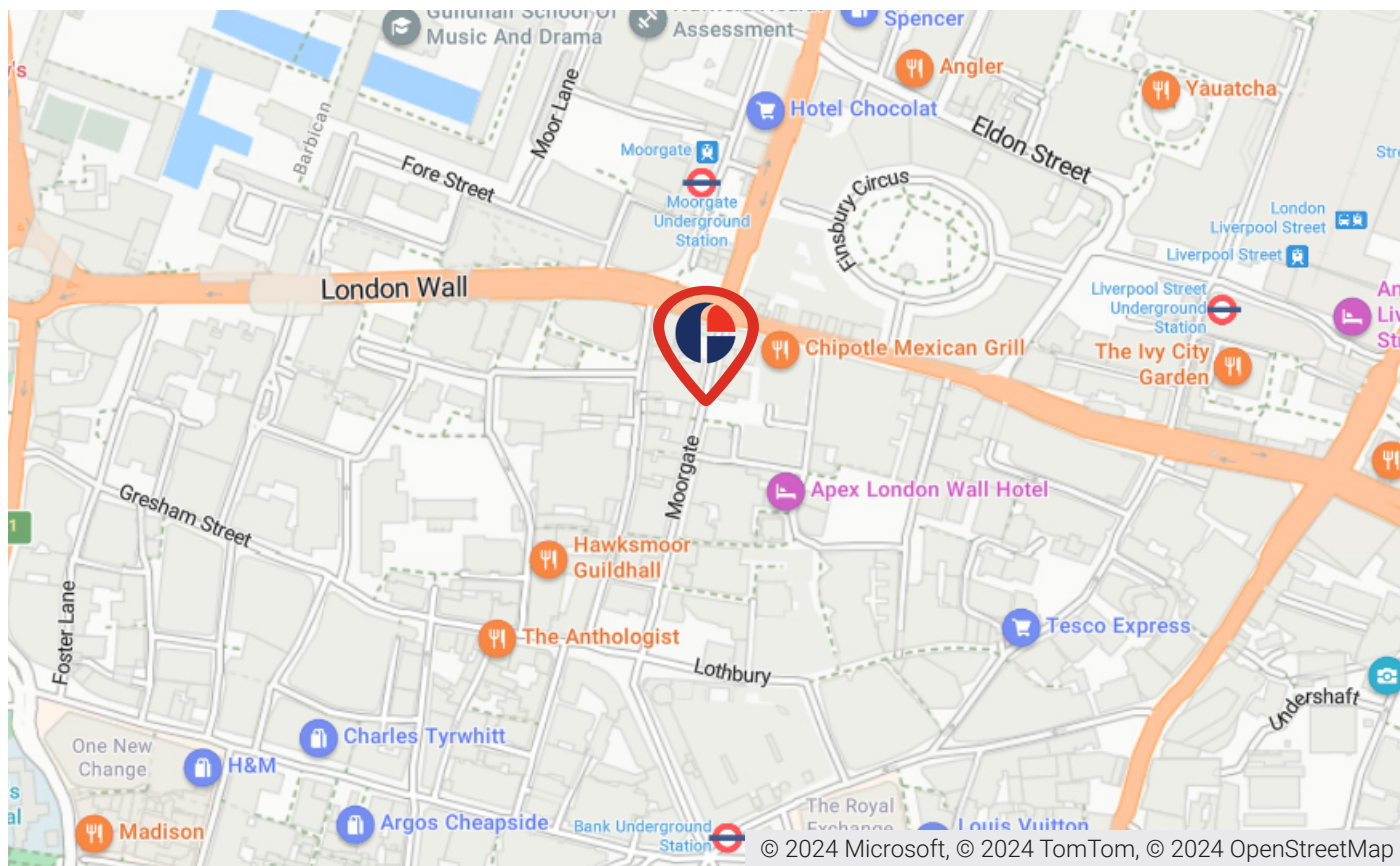 Guildhall School Of
Music And Drama
Assessment
Spencer
Angler
Yauatcha
Hotel Chocolat
Barbican
Moor Lane
Fore Street
Eldon Street
Moorgate
Moorgate
Underground
Station
Finsbury Circus
London
Liverpool Street
Liverpool Street
Liverpool Street
Underground
Station
London Wall
Chipotle Mexican Grill
The Ivy City
Garden
Moorgate
Apex London Wall Hotel
Gresham Street
1
Hawksmoor
Guildhall
Foster Lane
The Anthologist
Tesco Express
Lothbury
Undershaft
One New
Change
Charles Tyrwhitt
H&M
Madison
Argos Cheapside
Bank Underground
Station
The Royal
Exchange
Louis Vuitton
© 2024 Microsoft, © 2024 TomTom, © 2024 OpenStreetMap